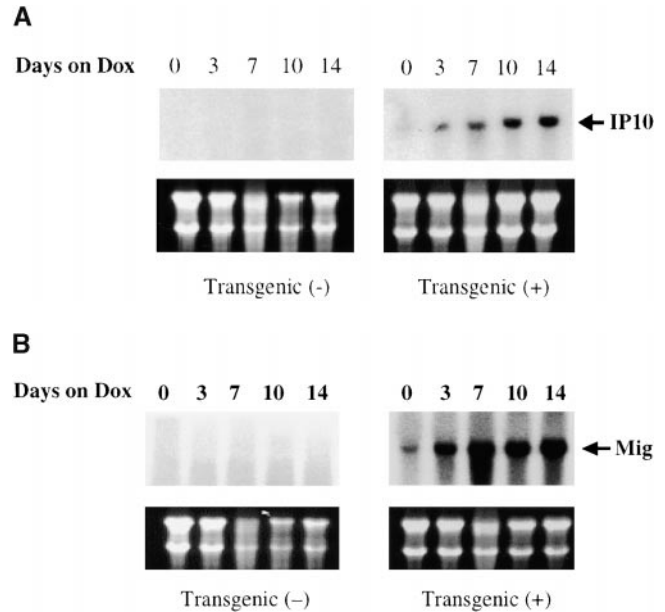 A
Days on Dox 0 3 7 10 14 0 3 7 10 14
IP10
Transgenic (-) Transgenic (+)
B
Days on Dox 0 3 7 10 14 0 3 7 10 14
Mig
Transgenic (–) Transgenic (+)